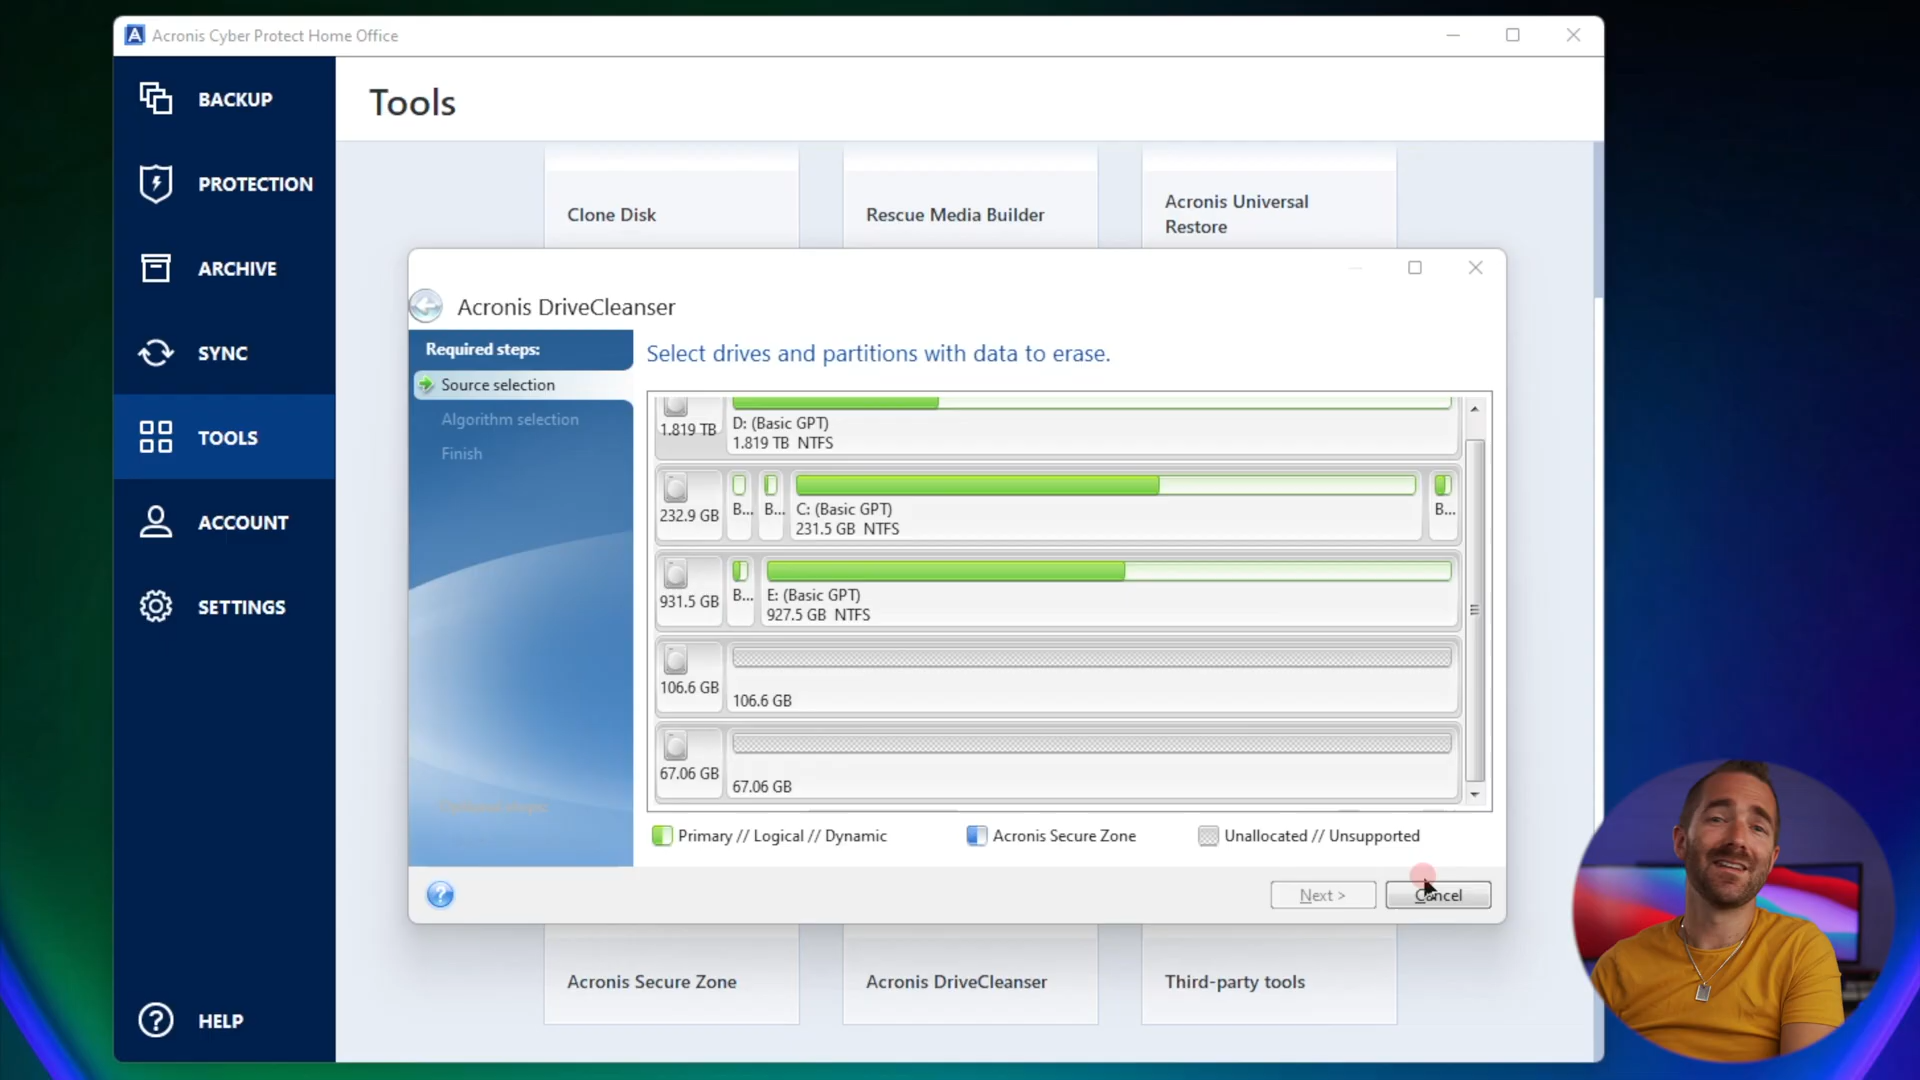 Acronis Cyber Protect Home Office
BACKUP
PROTECTION
ARCHIVE
SYNC
TOOLS
ACCOUNT
SETTINGS
HELP
Tools
Clone Disk
Rescue Media Builder
Acronis Universal
Restore
Acronis DriveCleanser
Required steps:
Source selection
Algorithm selection
Finish
Select drives and partitions with data to erase.
1.819 TB
D: (Basic GPT)
1.819 TB NTFS
232.9 GB
B...
B...
C: (Basic GPT)
231.5 GB NTFS
B...
931.5 GB
B...
E: (Basic GPT)
927.5 GB NTFS
106.6 GB
106.6 GB
67.06 GB
67.06 GB
Primary // Logical // Dynamic
Acronis Secure Zone
Unallocated // Unsupported
Next >
Cancel
Acronis Secure Zone
Acronis DriveCleanser
Third-party tools